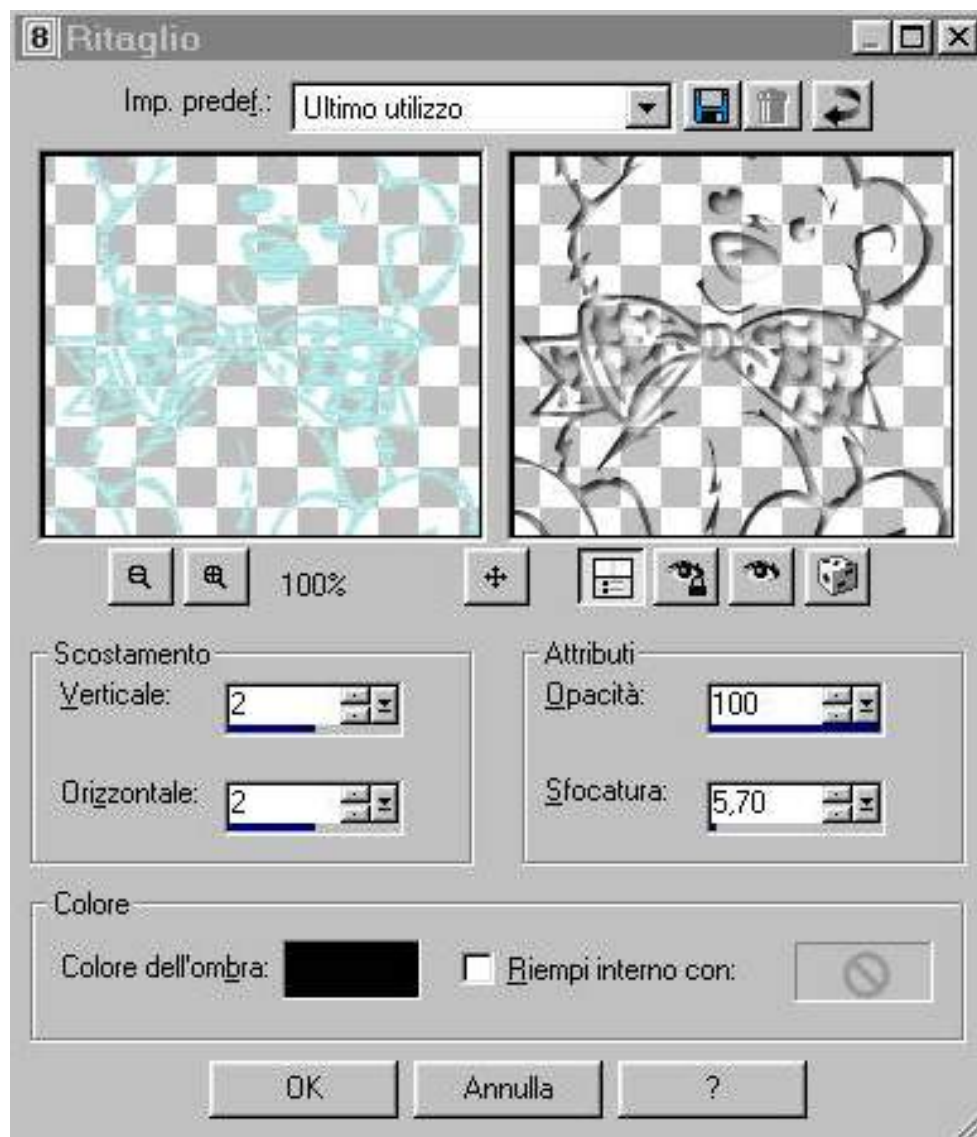 8 Ritaglio
Imp. predef.: Ultimo utilizzo
100%
Scostamento
Verticale: 2
Orizzontale: 2
Attributi
Opacità: 100
Sfocatura: 5,70
Colore
Colore dell'ombra:
Riempi interno con:
OK
Annulla
?